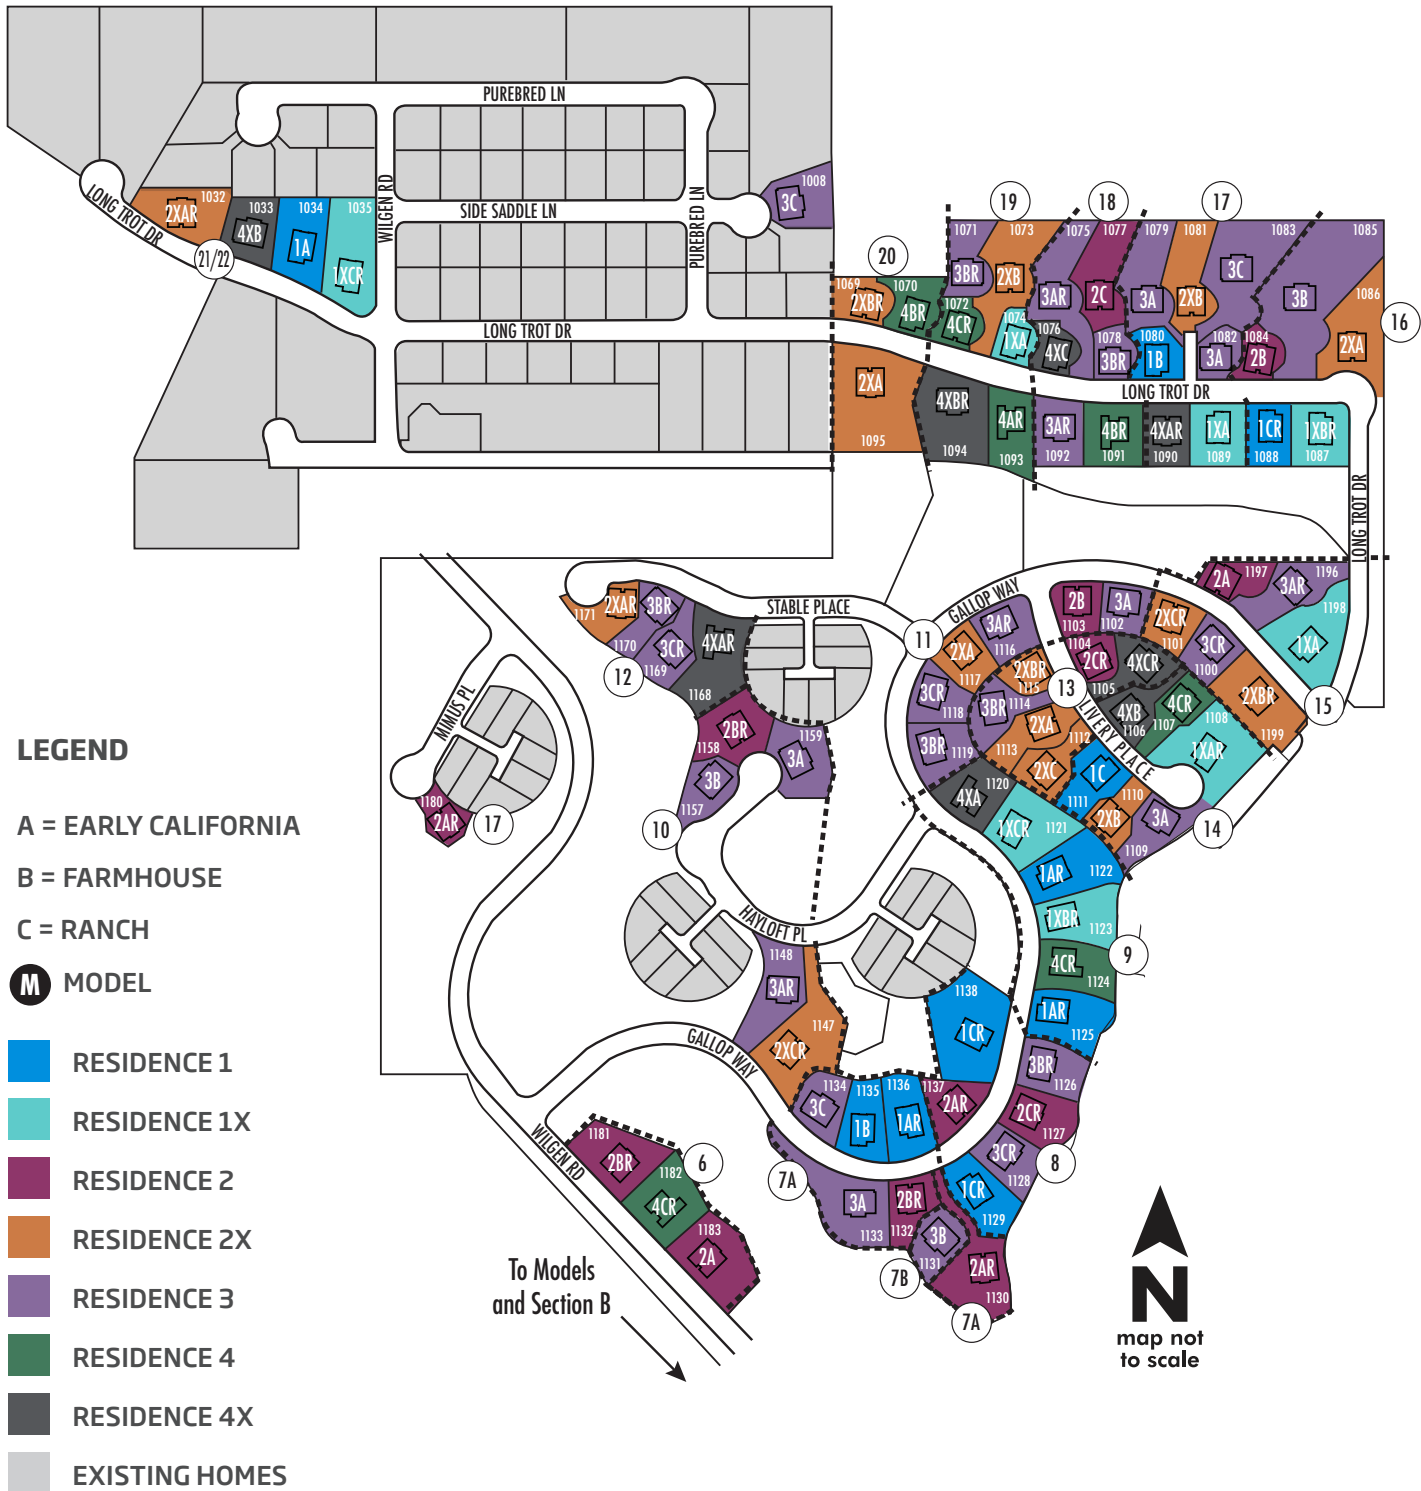 PUREBRED LN
WILGEN RD
SIDE SADDLE LN
PUREBRED LN
LONG TROT DR
LONG TROT DR
1032
2XAR
1033
4XB
1034
1A
1035
1XCR
21/22
1008
3C
20
19
18
17
16
1069
2XBR
1070
4BR
1071
3BR
1072
4CR
1073
2XB
1074
1XA
1075
3AR
1076
4XC
1077
2C
1078
3BR
1079
3A
1080
1B
1081
2XB
1082
3A
1083
3C
1084
2B
1085
3B
1086
2XA
LONG TROT DR
2XA
1095
4XBR
1094
4AR
1093
3AR
1092
4BR
1091
4XAR
1090
1XA
1089
1CR
1088
1XBR
1087
LONG TROT DR
STABLE PLACE
GALLOP WAY
LIVERY PLACE
1171
2XAR
3BR
1170
3CR
1169
4XAR
1168
12
11
13
15
14
2A
1197
3AR
1196
1198
1XA
2B
1103
3A
1102
2XCR
1101
3CR
1100
2XBR
1199
1104
2CR
1105
4XCR
4XB
1106
4CR
1107
1108
1XAR
3AR
1116
2XA
1117
2XBR
1115
3CR
1118
3BR
1114
3BR
1119
2XA
1113
1112
2XC
1C
1111
1110
2XB
3A
1109
MIMUS PL
1180
2AR
17
2BR
1158
1159
3A
3B
1157
10
4XA
1120
1XCR
1121
1AR
1122
1XBR
1123
9
4CR
1124
1AR
1125
HAYLOFT PL
1148
3AR
1147
2XCR
1138
1CR
GALLOP WAY
1134
3C
1135
1B
1136
1AR
1137
2AR
3BR
1126
2CR
1127
3CR
1128
8
1CR
1129
7A
3A
1133
2BR
1132
3B
1131
7B
2AR
1130
7A
WILGEN RD
1181
2BR
1182
4CR
1183
2A
6
To Models
and Section B
N
map not
to scale
LEGEND
A = EARLY CALIFORNIA
B = FARMHOUSE
C = RANCH
M MODEL
RESIDENCE 1
RESIDENCE 1X
RESIDENCE 2
RESIDENCE 2X
RESIDENCE 3
RESIDENCE 4
RESIDENCE 4X
EXISTING HOMES